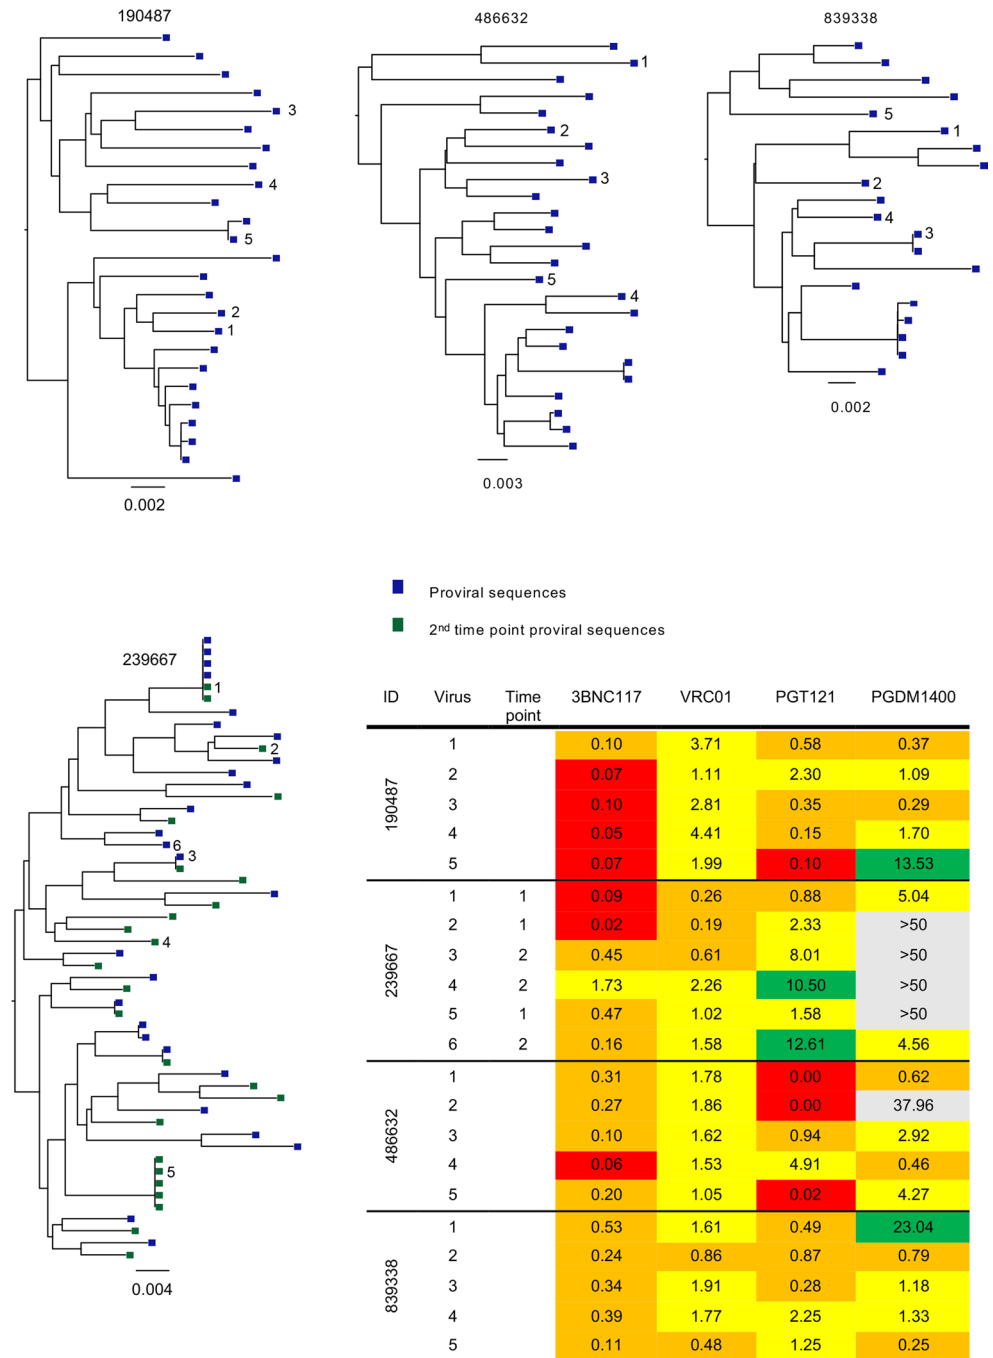 190487
486632
839338
3
4
5
2
1
0.002
1
2
3
5
4
0.003
5
1
2
4
3
0.002
Proviral sequences
2nd time point proviral sequences
239667
1
2
6
3
4
5
0.004
ID Virus Time point 3BNC117 VRC01 PGT121 PGDM1400
190487
1 0.10 3.71 0.58 0.37
2 0.07 1.11 2.30 1.09
3 0.10 2.81 0.35 0.29
4 0.05 4.41 0.15 1.70
5 0.07 1.99 0.10 13.53
239667
1 1 0.09 0.26 0.88 5.04
2 1 0.02 0.19 2.33 >50
3 2 0.45 0.61 8.01 >50
4 2 1.73 2.26 10.50 >50
5 1 0.47 1.02 1.58 >50
6 2 0.16 1.58 12.61 4.56
486632
1 0.31 1.78 0.00 0.62
2 0.27 1.86 0.00 37.96
3 0.10 1.62 0.94 2.92
4 0.06 1.53 4.91 0.46
5 0.20 1.05 0.02 4.27
839338
1 0.53 1.61 0.49 23.04
2 0.24 0.86 0.87 0.79
3 0.34 1.91 0.28 1.18
4 0.39 1.77 2.25 1.33
5 0.11 0.48 1.25 0.25